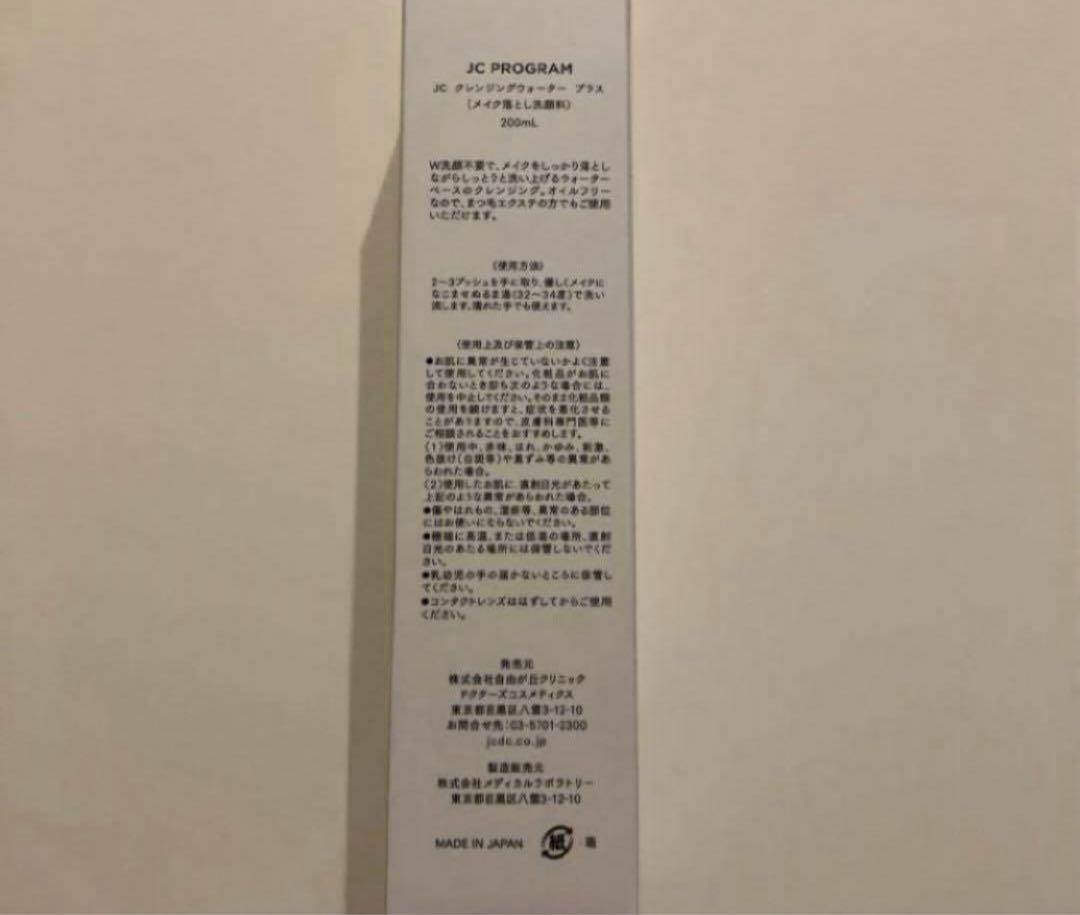 JC PROGRAM
JC クレンジングウォーター プラス
(メイク落とし洗顔料)
200mL
W洗顔不要で、メイクをしっかり落とし
ながらしっとりと洗い上げるウォーター
ベースのクレンジング。オイルフリー
なので、まつ毛エクステの方でもご使用
いただけます。
〈使用方法〉
2〜3プッシュを手に取り、優しくメイクに
なじませぬるま湯(32〜34度)で洗い
流します。濡れた手でも使えます。
〈使用上及び保管上の注意〉
●お肌に異常が生じていないかよく注意
して使用してください。化粧品がお肌に
合わないとき即ち次のような場合には、
使用を中止してください。そのまま化粧品類
の使用を続けますと、症状を悪化させる
ことがありますので、皮膚科専門医等に
ご相談されることをおすすめします。
(1)使用中、赤味、はれ、かゆみ、刺激、
色抜け(白斑等)や黒ずみ等の異常があ
らわれた場合。
(2)使用したお肌に、直射日光があたって
上記のような異常があらわれた場合。
●傷やはれもの、湿疹等、異常のある部位
にはお使いにならないでください。
●極端に高温、または低温の場所、直射
日光のあたる場所には保管しないでくだ
さい。
●乳幼児の手の届かないところに保管し
てください。
●コンタクトレンズははずしてからご使用
ください。
発売元
株式会社自由が丘クリニック
ドクターズコスメティクス
東京都目黒区八雲3-12-10
お問合せ先:03-5701-2300
jcdc.co.jp
製造販売元
株式会社メディカルラボラトリー
東京都目黒区八雲3-12-10
MADE IN JAPAN 紙 箱